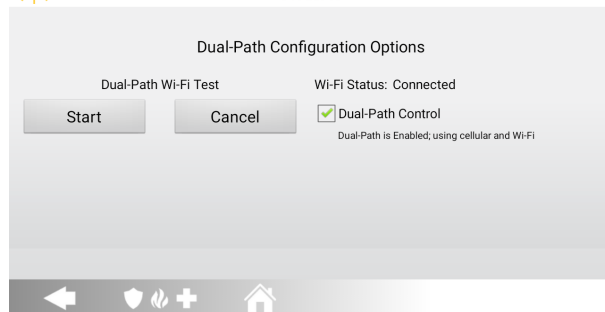 Dual-Path Configuration Options
Dual-Path Wi-Fi Test
Wi-Fi Status: Connected
Start
Cancel
Dual-Path Control
Dual-Path is Enabled; using cellular and Wi-Fi